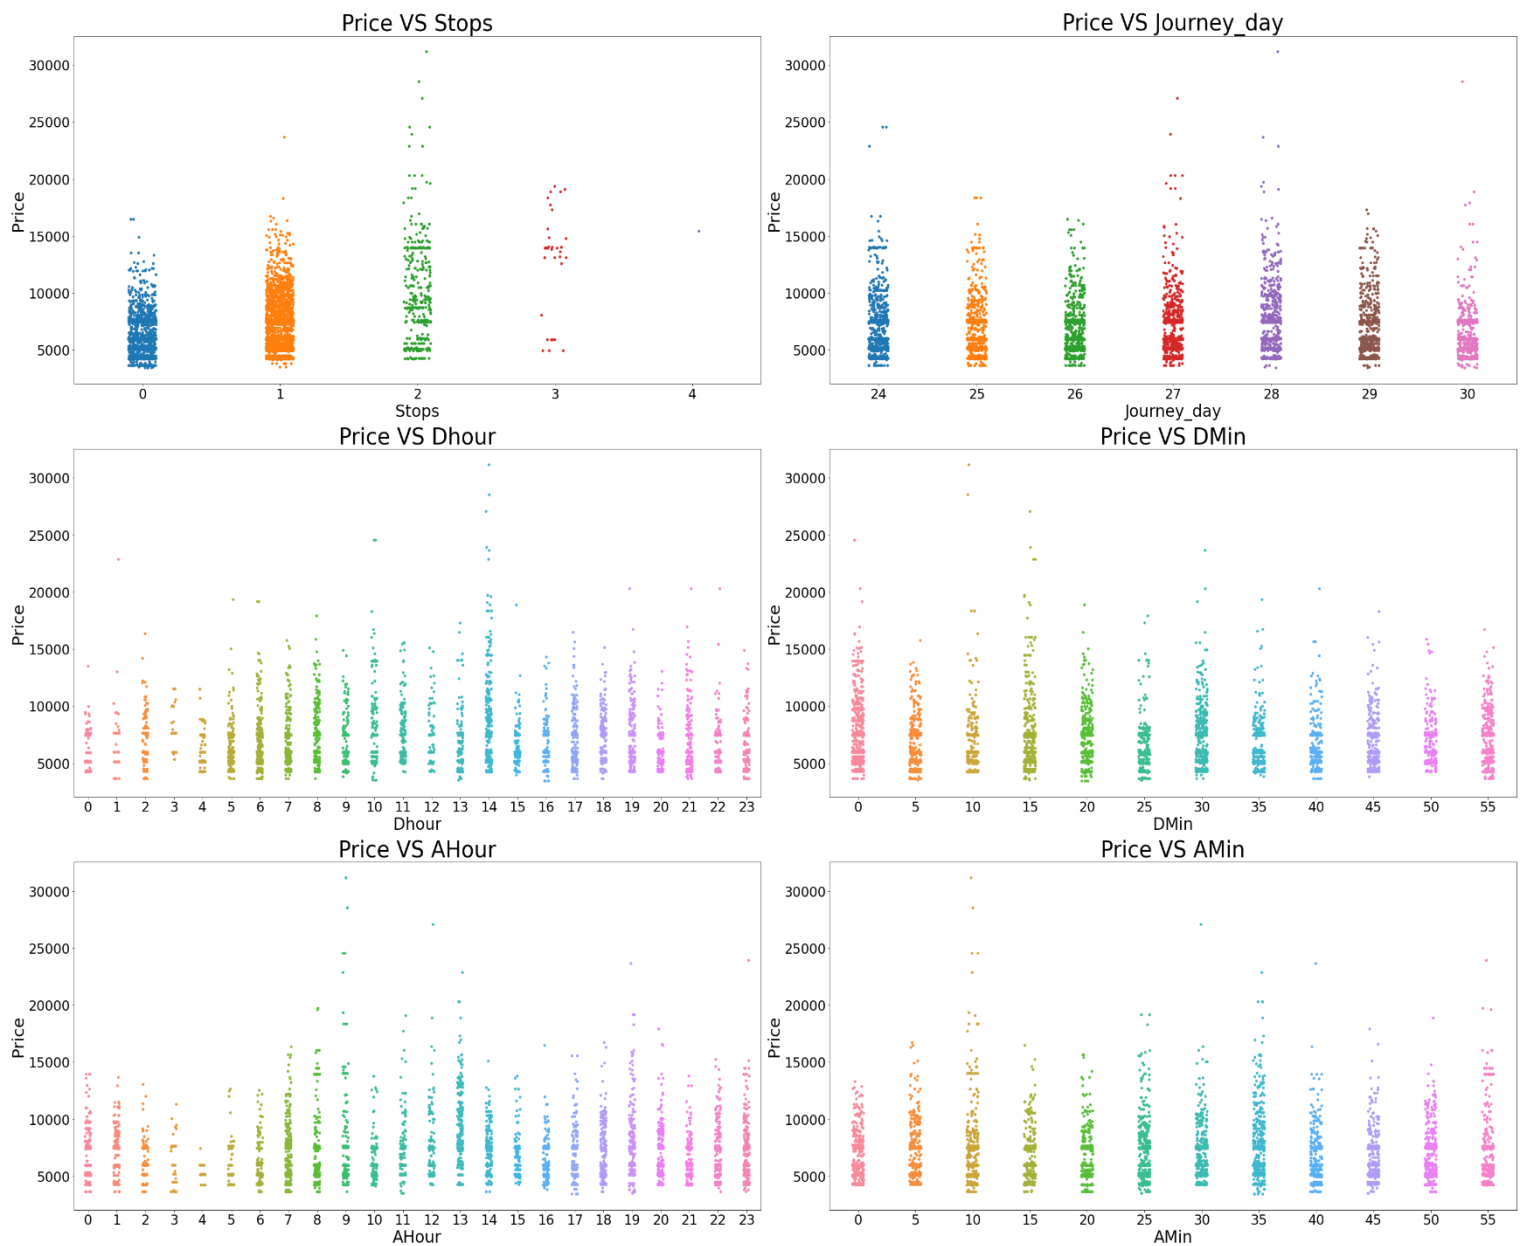 Price VS Stops
30000
25000
20000
15000
10000
5000
Price
0 1 2 3 4
Stops
Price VS Journey_day
30000
25000
20000
15000
10000
5000
Price
24 25 26 27 28 29 30
Journey_day
Price VS Dhour
30000
25000
20000
15000
10000
5000
Price
0 1 2 3 4 5 6 7 8 9 10 11 12 13 14 15 16 17 18 19 20 21 22 23
Dhour
Price VS DMin
30000
25000
20000
15000
10000
5000
Price
0 5 10 15 20 25 30 35 40 45 50 55
DMin
Price VS AHour
30000
25000
20000
15000
10000
5000
Price
0 1 2 3 4 5 6 7 8 9 10 11 12 13 14 15 16 17 18 19 20 21 22 23
AHour
Price VS AMin
30000
25000
20000
15000
10000
5000
Price
0 5 10 15 20 25 30 35 40 45 50 55
AMin